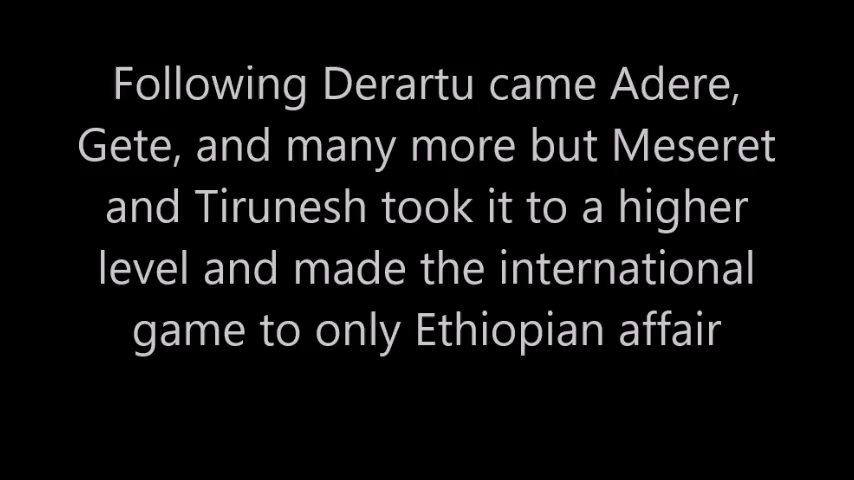 Following Derartu came Adere,
Gete, and many more but Meseret
and Tirunesh took it to a higher
level and made the international
game to only Ethiopian affair